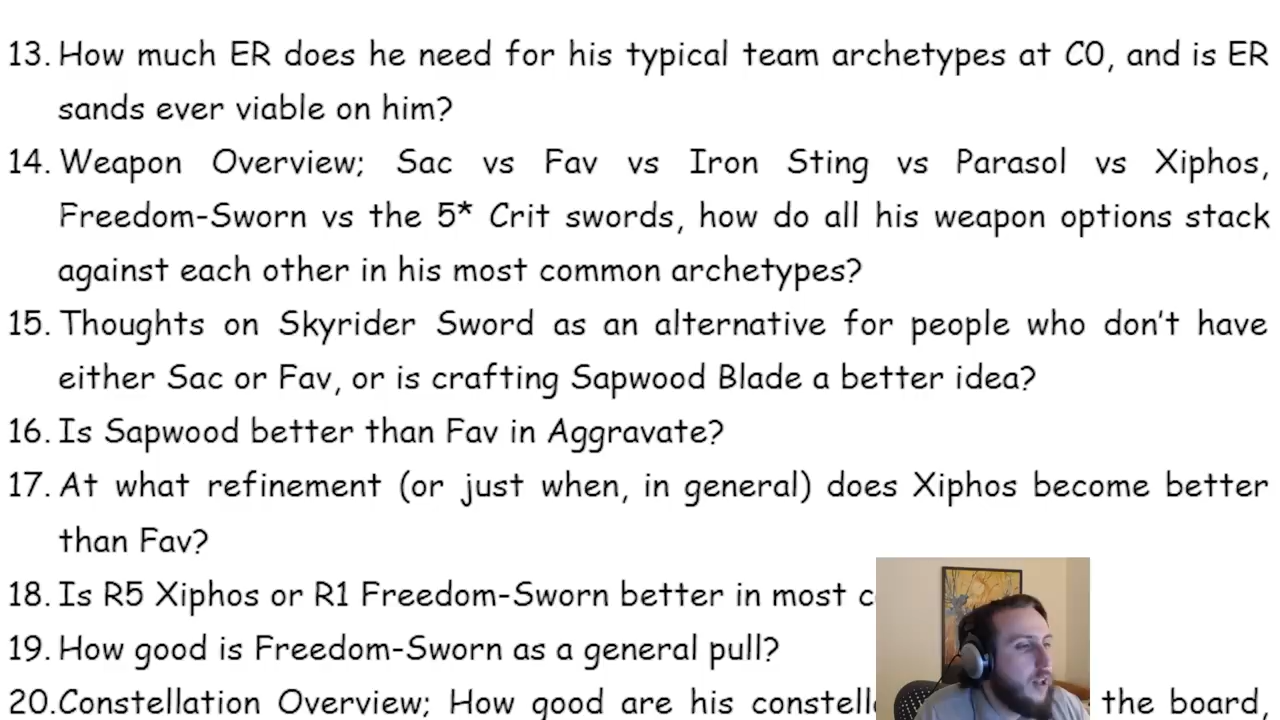 13. How much ER does he need for his typical team archetypes at C0, and is ER
sands ever viable on him?
14. Weapon Overview; Sac vs Fav vs Iron Sting vs Parasol vs Xiphos,
Freedom-Sworn vs the 5* Crit swords, how do all his weapon options stack
against each other in his most common archetypes?
15. Thoughts on Skyrider Sword as an alternative for people who don't have
either Sac or Fav, or is crafting Sapwood Blade a better idea?
16. Is Sapwood better than Fav in Aggravate?
17. At what refinement (or just when, in general) does Xiphos become better
than Fav?
18. Is R5 Xiphos or R1 Freedom-Sworn better in most
19. How good is Freedom-Sworn as a general pull?
20.Constellation Overview; How good are his the board,